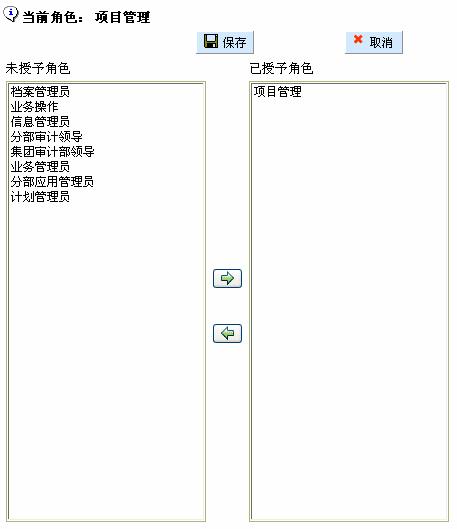 当前角色： 项目管理
保存 取消
未授予角色 已授予角色
档案管理员 项目管理
业务操作
信息管理员
分部审计领导
集团审计部领导
业务管理员
分部应用管理员
计划管理员